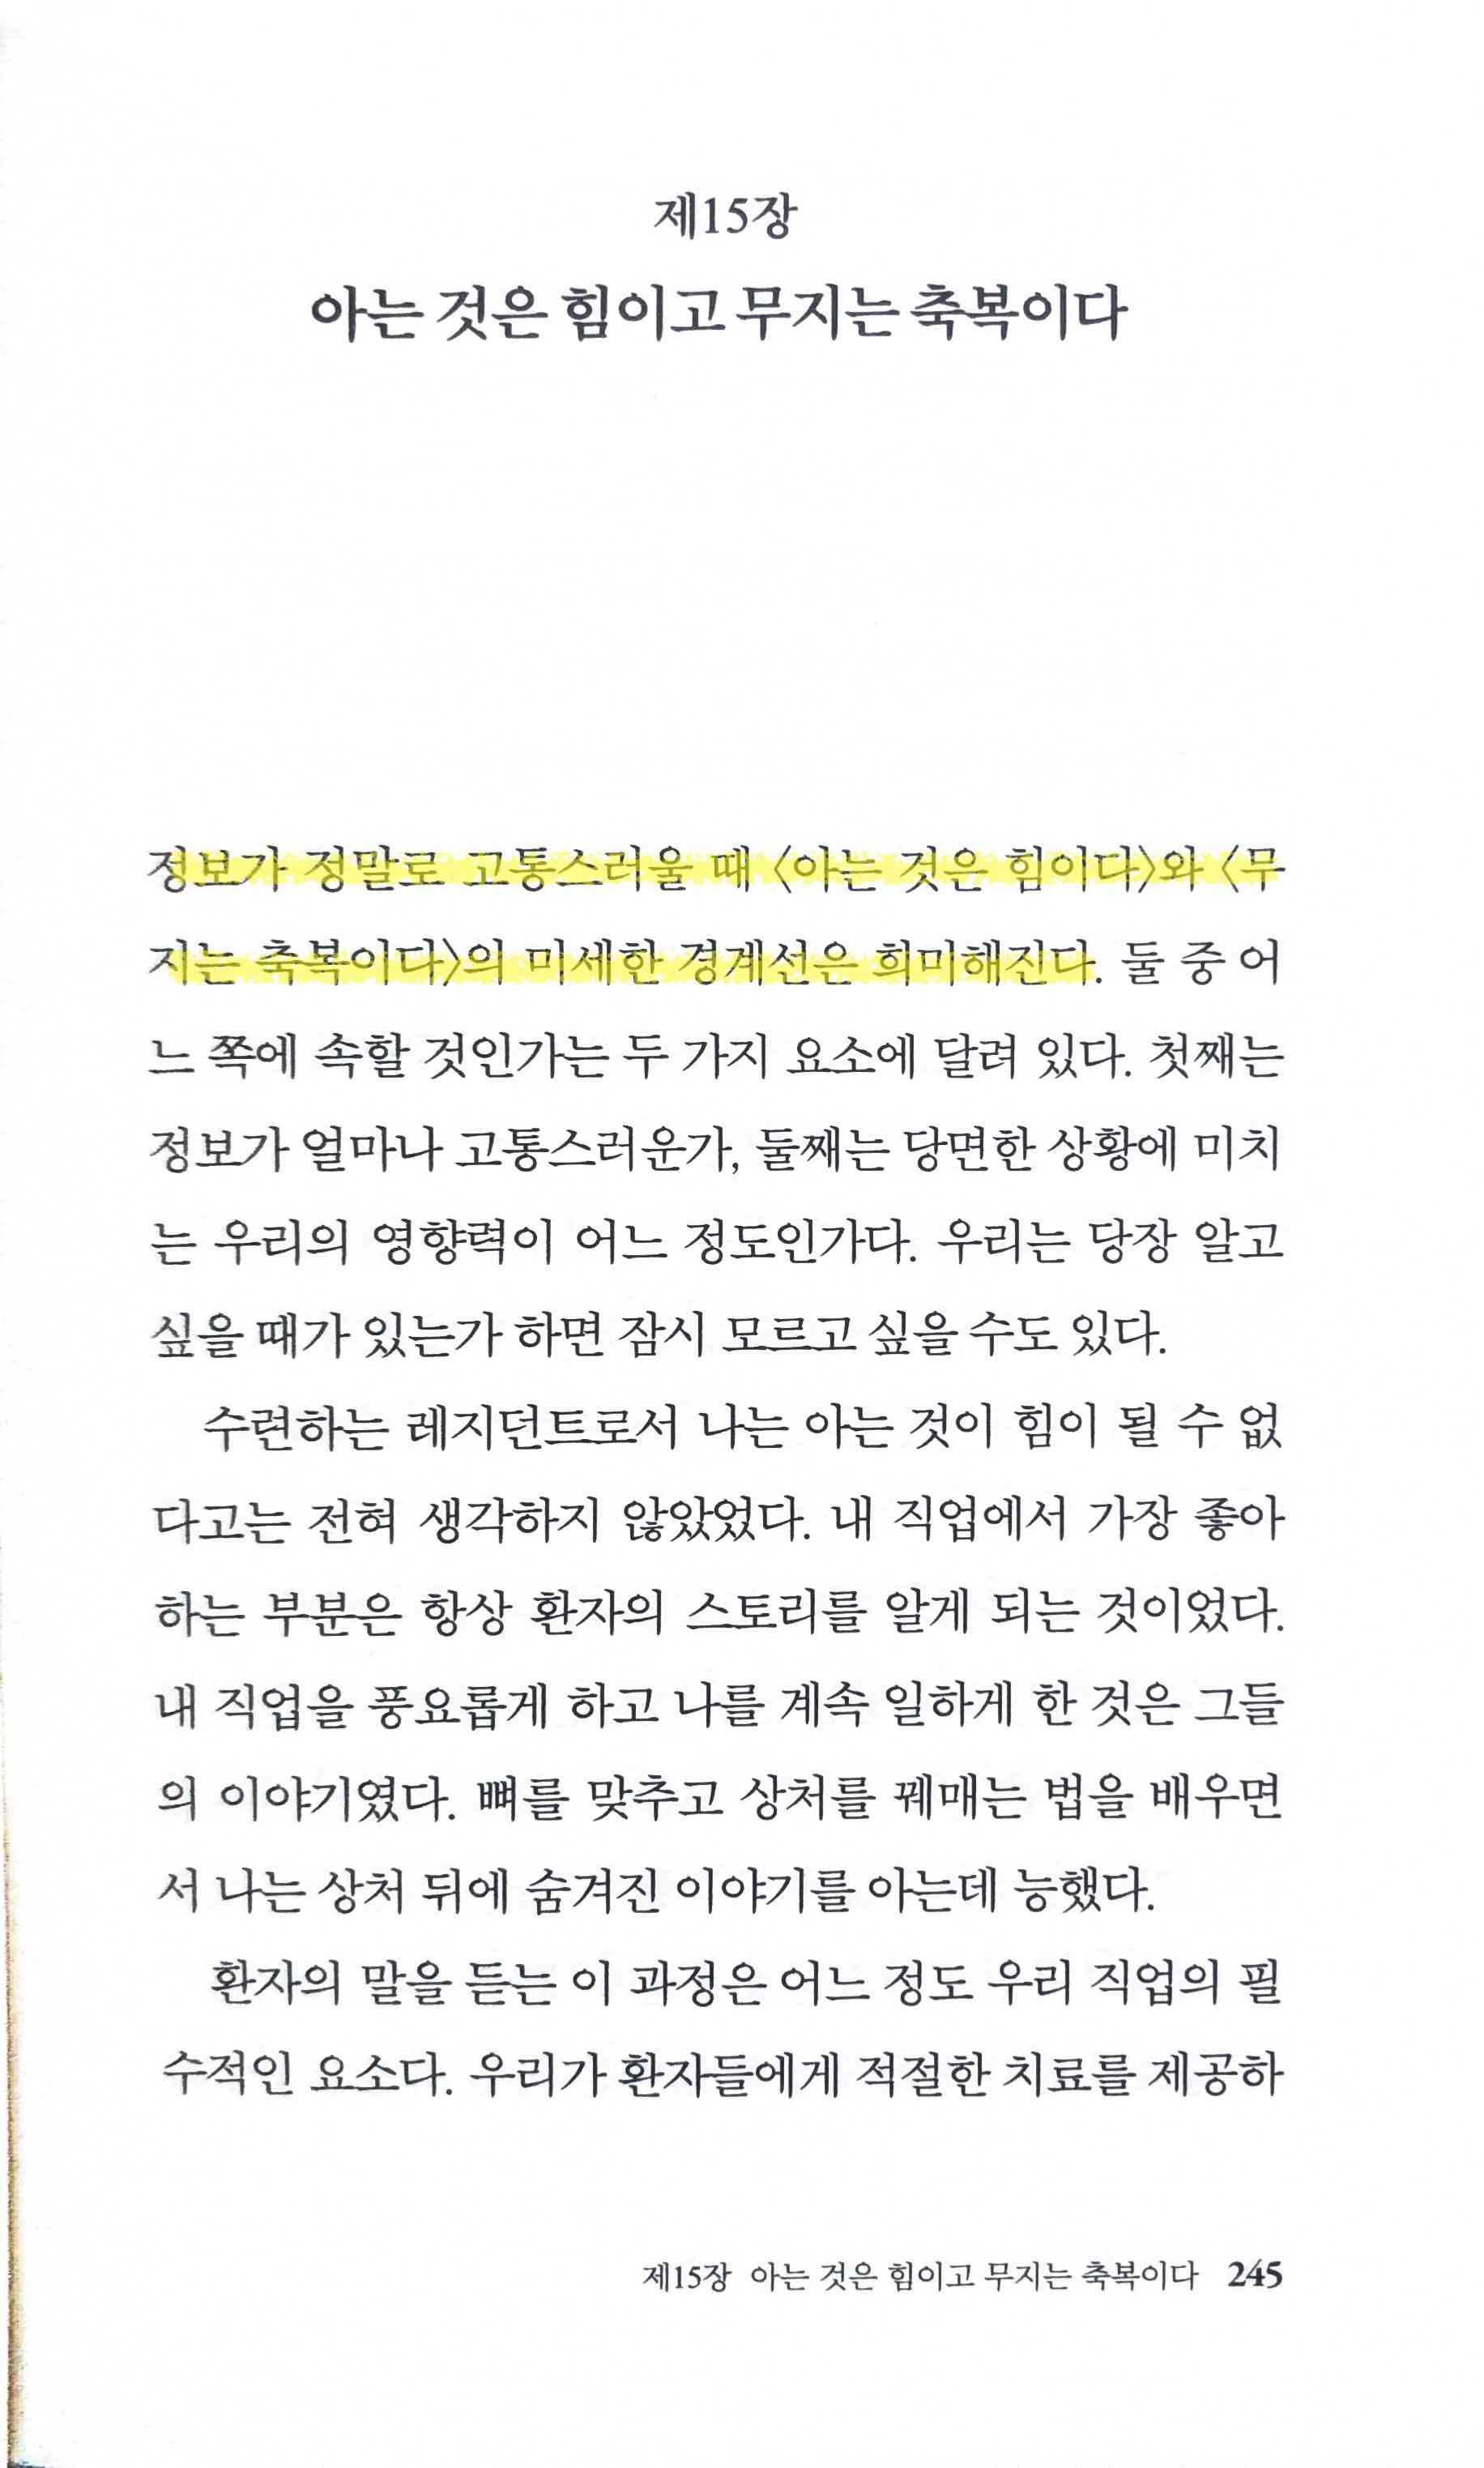 제15장
아는 것은 힘이고 무지는 축복이다
정보가 정말로 고통스러울 때 〈아는 것은 힘이다〉와 〈무
지는 축복이다〉의 미세한 경계선은 희미해진다. 둘 중 어
느 쪽에 속할 것인가는 두 가지 요소에 달려 있다. 첫째는
정보가 얼마나 고통스러운가, 둘째는 당면한 상황에 미치
는 우리의 영향력이 어느 정도인가다. 우리는 당장 알고
싶을 때가 있는가 하면 잠시 모르고 싶을 수도 있다.
수련하는 레지던트로서 나는 아는 것이 힘이 될 수 없
다고는 전혀 생각하지 않았었다. 내 직업에서 가장 좋아
하는 부분은 항상 환자의 스토리를 알게 되는 것이었다.
내 직업을 풍요롭게 하고 나를 계속 일하게 한 것은 그들
의 이야기였다. 뼈를 맞추고 상처를 꿰매는 법을 배우면
서 나는 상처 뒤에 숨겨진 이야기를 아는데 능했다.
환자의 말을 듣는 이 과정은 어느 정도 우리 직업의 필
수적인 요소다. 우리가 환자들에게 적절한 치료를 제공하
제15장 아는 것은 힘이고 무지는 축복이다 245